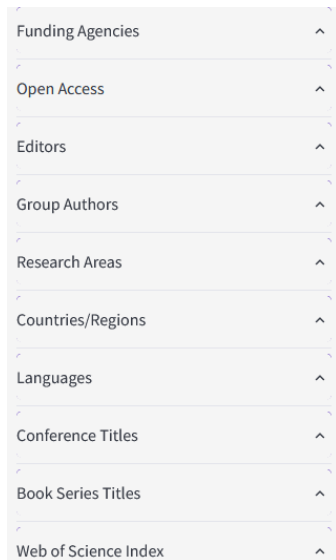 Funding Agencies
Open Access
Editors
Group Authors
Research Areas
Countries/Regions
Languages
Conference Titles
Book Series Titles
Web of Science Index